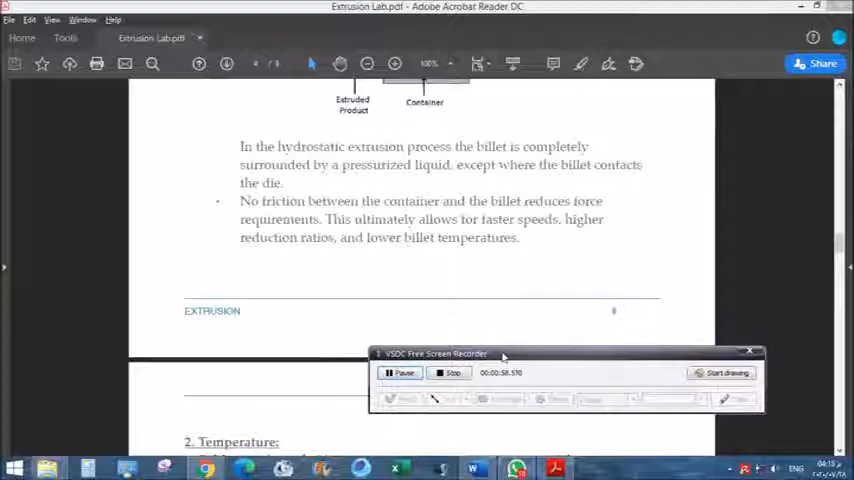 Extrusion Lab.pdf - Adobe Acrobat Reader DC
File Edit View Window Help
Home Tools Extrusion Lab.pdf
/ 9 100% Share
Extruded Product Container
In the hydrostatic extrusion process the billet is completely
surrounded by a pressurized liquid, except where the billet contacts
the die.
· No friction between the container and the billet reduces force
requirements. This ultimately allows for faster speeds, higher
reduction ratios, and lower billet temperatures.
EXTRUSION
VSDC Free Screen Recorder
Pause Stop Start drawing
2. Temperature:
ENG